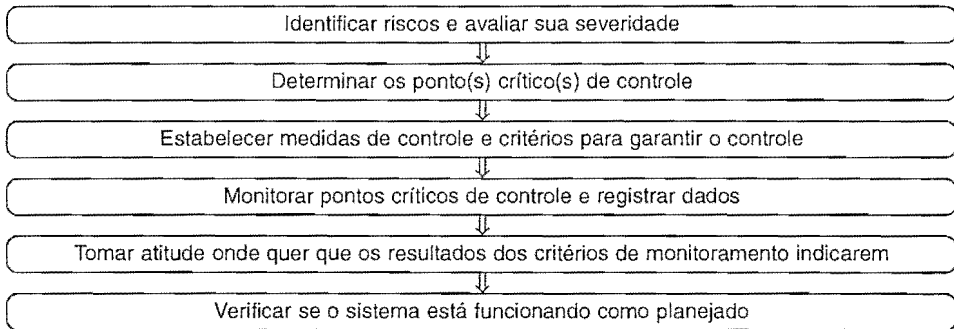 Identificar riscos e avaliar sua severidade
Determinar os ponto(s) crítico(s) de controle
Estabelecer medidas de controle e critérios para garantir o controle
Monitorar pontos críticos de controle e registrar dados
Tomar atitude onde quer que os resultados dos critérios de monitoramento indicarem
Verificar se o sistema está funcionando como planejado